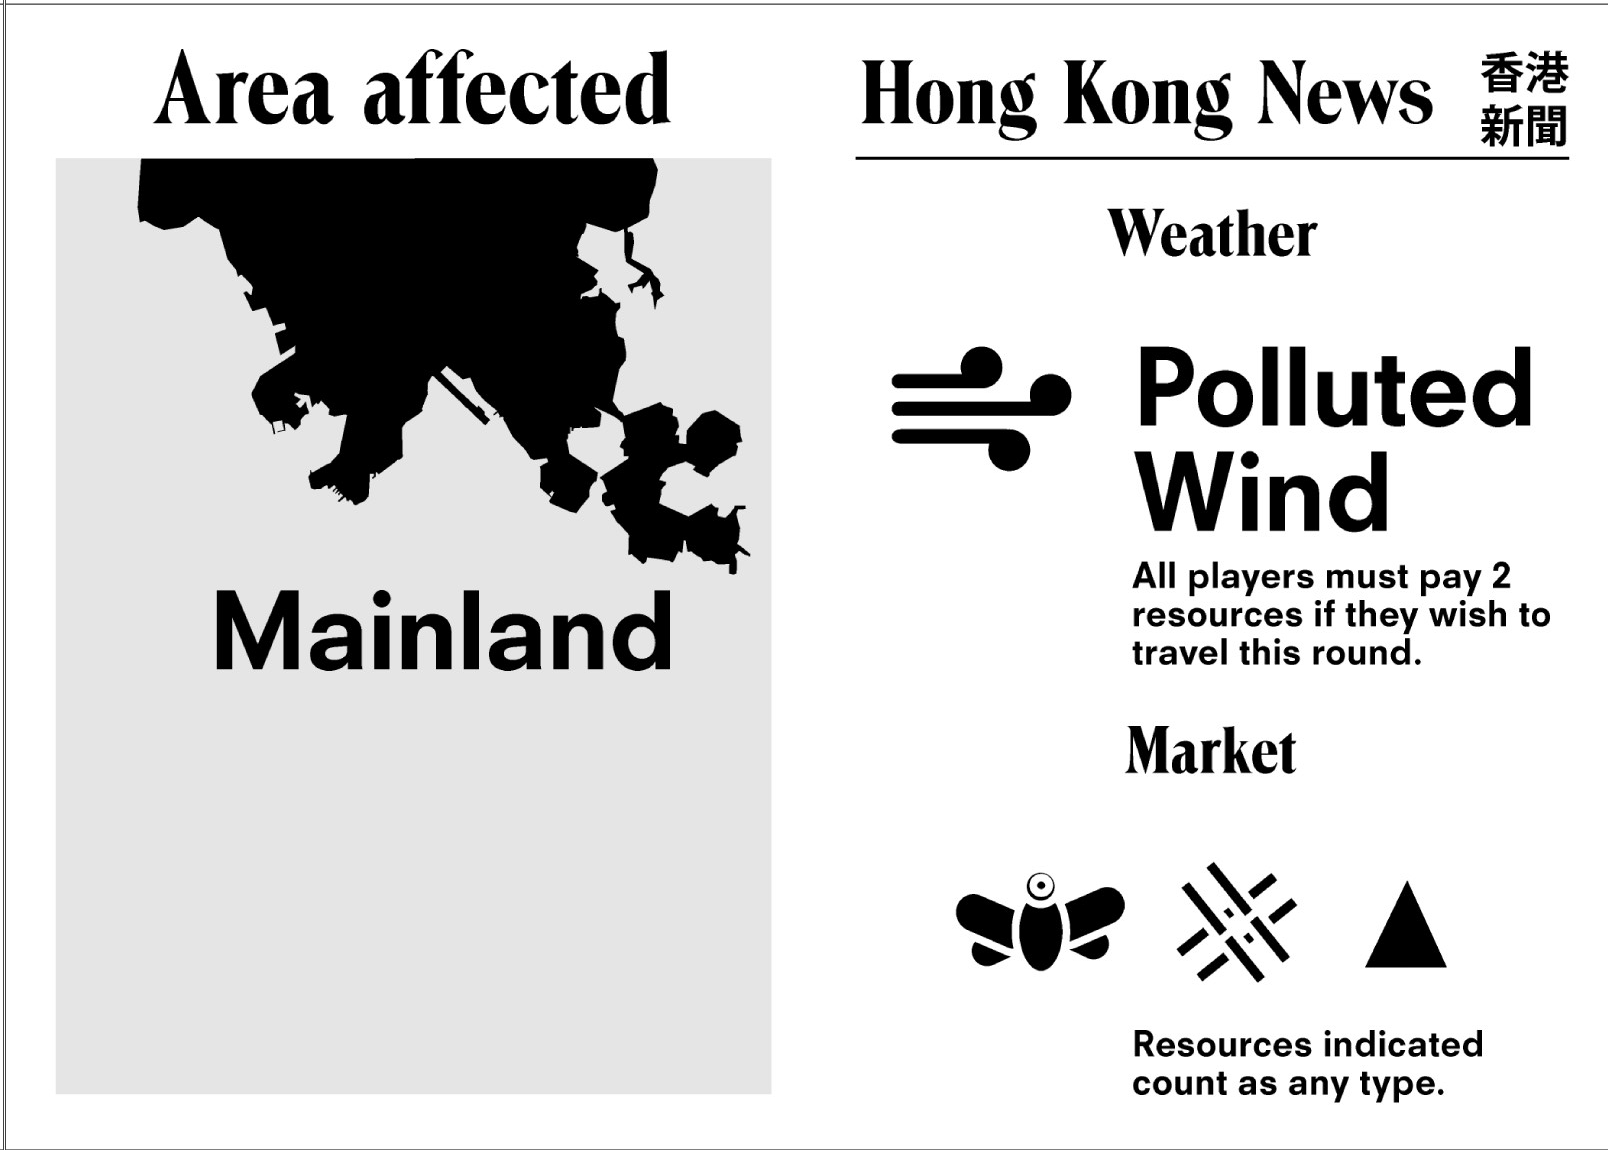 Area affected
Mainland
Hong Kong News
香港
新聞
Weather
Polluted
Wind
All players must pay 2
resources if they wish to
travel this round.
Market
Resources indicated
count as any type.